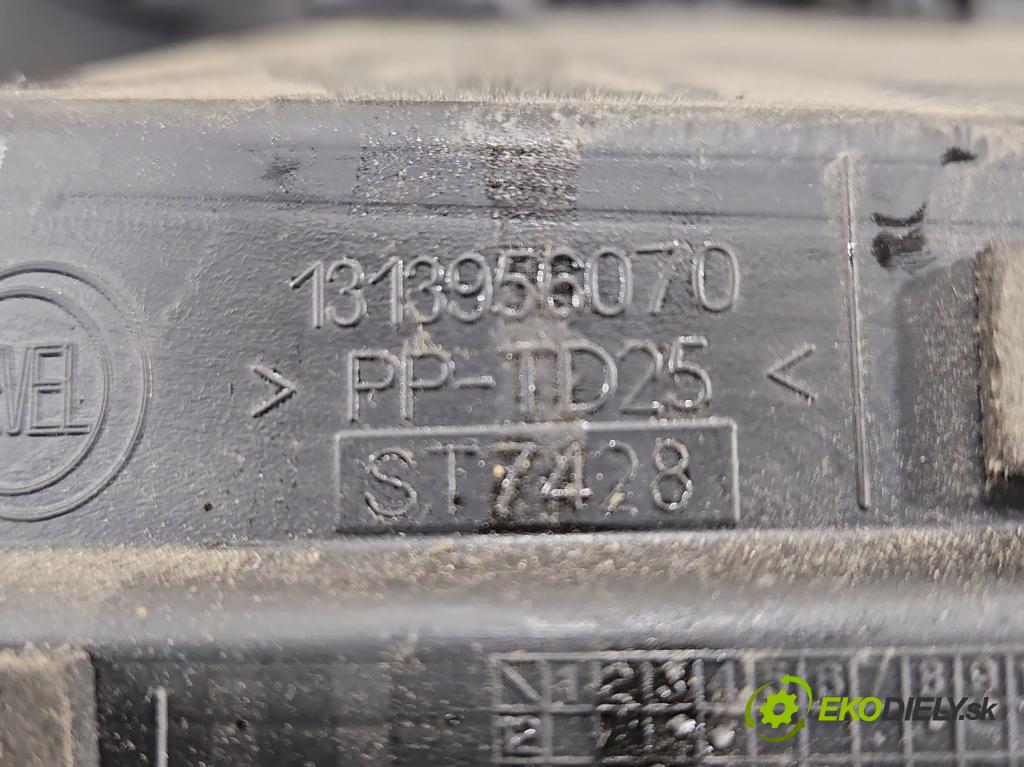 1313956070
VEL
> PP-TD25 <
ST7428
EKODIELY.sk